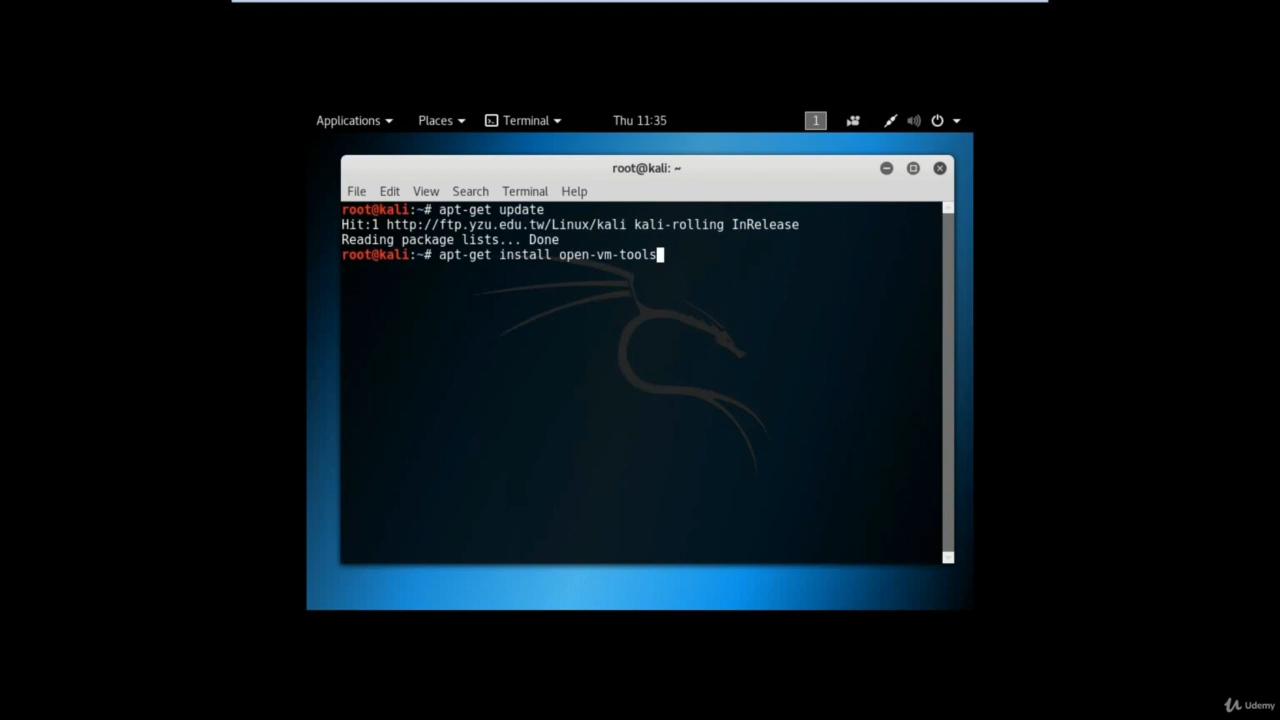 Applications Places Terminal Thu 11:35 1
root@kali: ~
File Edit View Search Terminal Help
root@kali:~# apt-get update
Hit:1 http://ftp.yzu.edu.tw/Linux/kali kali-rolling InRelease
Reading package lists... Done
root@kali:~# apt-get install open-vm-tools
Udemy